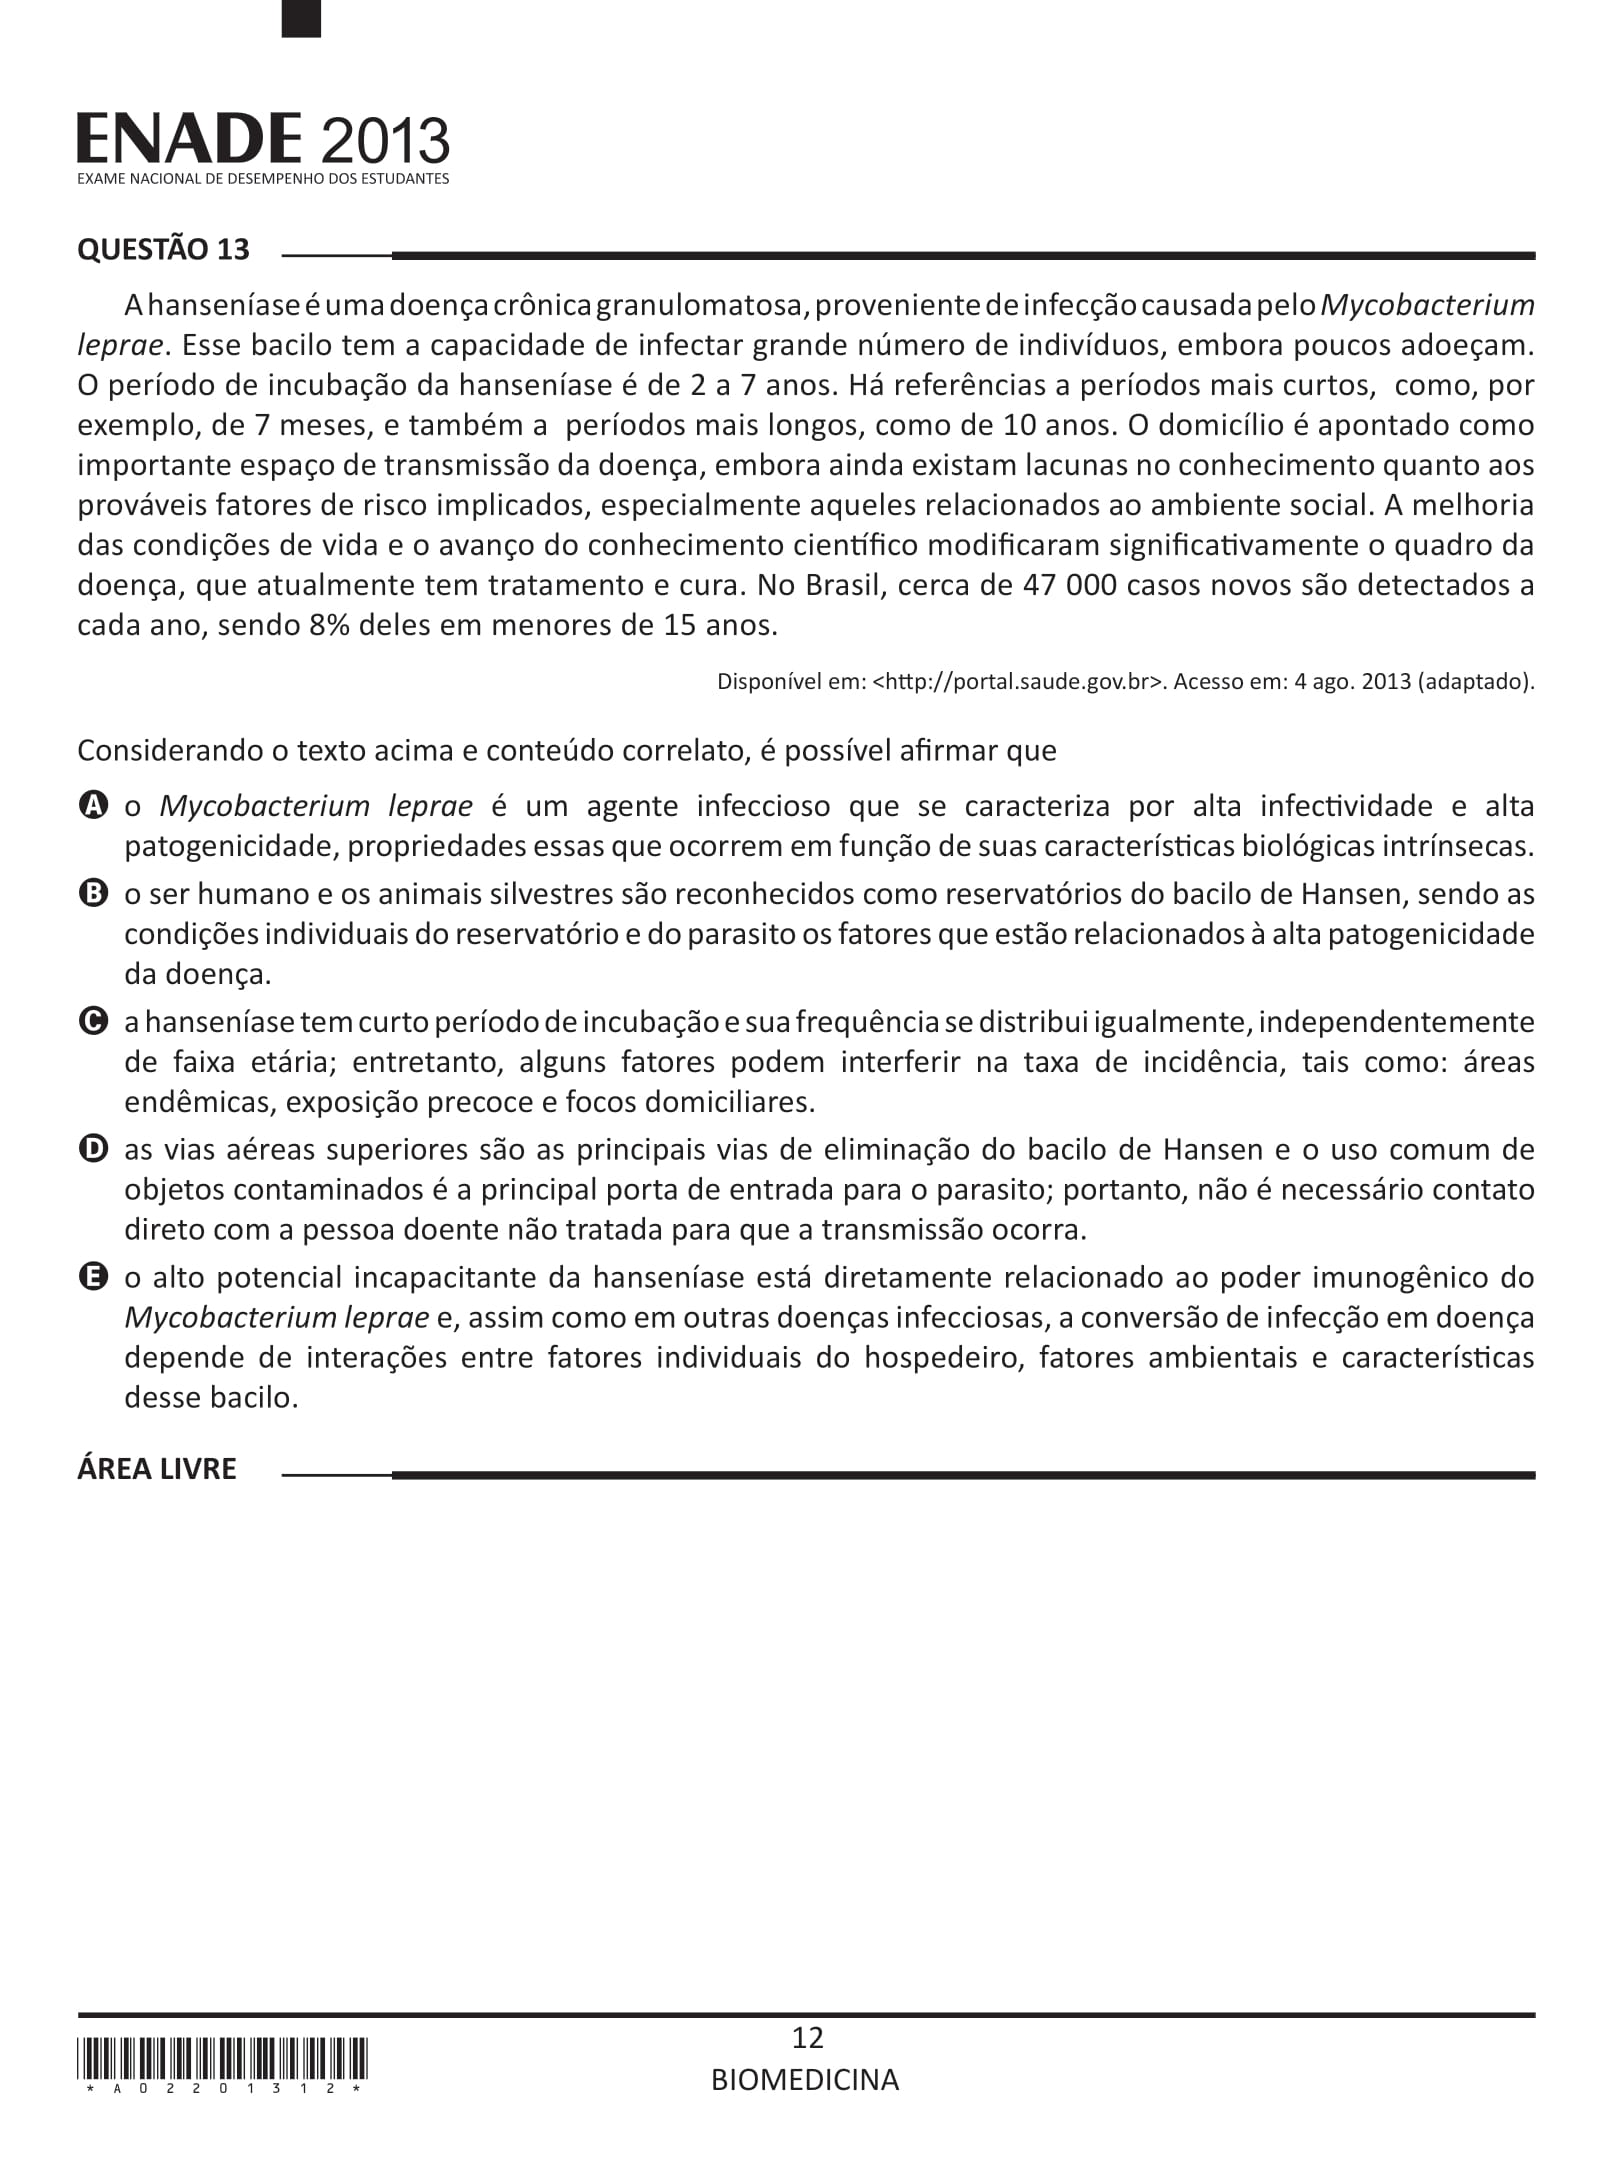 ENADE 2013
EXAME NACIONAL DE DESEMPENHO DOS ESTUDANTES
QUESTÃO 13
A hanseníase é uma doença crônica granulomatosa, proveniente de infecção causada pelo Mycobacterium
leprae. Esse bacilo tem a capacidade de infectar grande número de indivíduos, embora poucos adoeçam.
O período de incubação da hanseníase é de 2 a 7 anos. Há referências a períodos mais curtos, como, por
exemplo, de 7 meses, e também a períodos mais longos, como de 10 anos. O domicílio é apontado como
importante espaço de transmissão da doença, embora ainda existam lacunas no conhecimento quanto aos
prováveis fatores de risco implicados, especialmente aqueles relacionados ao ambiente social. A melhoria
das condições de vida e o avanço do conhecimento científico modificaram significativamente o quadro da
doença, que atualmente tem tratamento e cura. No Brasil, cerca de 47 000 casos novos são detectados a
cada ano, sendo 8% deles em menores de 15 anos.
Disponível em: <http://portal.saude.gov.br>. Acesso em: 4 ago. 2013 (adaptado).
Considerando o texto acima e conteúdo correlato, é possível afirmar que
A o Mycobacterium leprae é um agente infeccioso que se caracteriza por alta infectividade e alta
patogenicidade, propriedades essas que ocorrem em função de suas características biológicas intrínsecas.
B o ser humano e os animais silvestres são reconhecidos como reservatórios do bacilo de Hansen, sendo as
condições individuais do reservatório e do parasito os fatores que estão relacionados à alta patogenicidade
da doença.
C a hanseníase tem curto período de incubação e sua frequência se distribui igualmente, independentemente
de faixa etária; entretanto, alguns fatores podem interferir na taxa de incidência, tais como: áreas
endêmicas, exposição precoce e focos domiciliares.
D as vias aéreas superiores são as principais vias de eliminação do bacilo de Hansen e o uso comum de
objetos contaminados é a principal porta de entrada para o parasito; portanto, não é necessário contato
direto com a pessoa doente não tratada para que a transmissão ocorra.
E o alto potencial incapacitante da hanseníase está diretamente relacionado ao poder imunogênico do
Mycobacterium leprae e, assim como em outras doenças infecciosas, a conversão de infecção em doença
depende de interações entre fatores individuais do hospedeiro, fatores ambientais e características
desse bacilo.
ÁREA LIVRE
12
BIOMEDICINA
*A02201312*